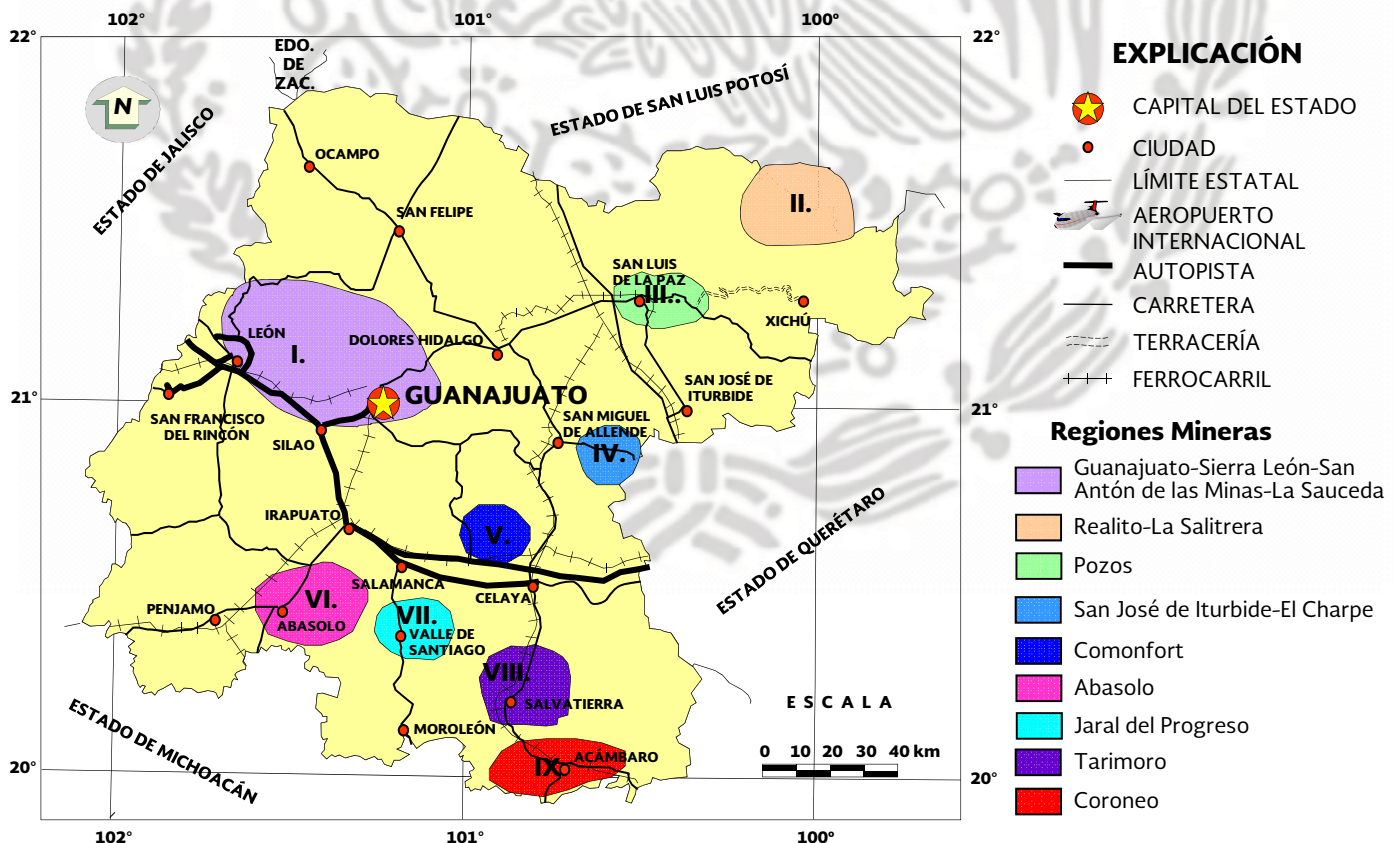 102°
101°
100°
22°
22°
EDO.
DE
ZAC.
ESTADO DE SAN LUIS POTOSÍ
ESTADO DE JALISCO
N
OCAMPO
SAN FELIPE
II.
SAN LUIS
DE LA PAZ
III.
XICHÚ
LEÓN
I.
DOLORES HIDALGO
GUANAJUATO
SAN JOSÉ DE
ITURBIDE
21°
21°
SAN FRANCISCO
DEL RINCÓN
SILAO
SAN MIGUEL
DE ALLENDE
IV.
IRAPUATO
V.
ESTADO DE QUERÉTARO
SALAMANCA
CELAYA
PENJAMO
VI.
ABASOLO
VII.
VALLE DE
SANTIAGO
VIII.
SALVATIERRA
MOROLEÓN
IX.
ACÁMBARO
ESTADO DE MICHOACÁN
ESCALA
0 10 20 30 40 km
20°
20°
102°
101°
100°
EXPLICACIÓN
CAPITAL DEL ESTADO
CIUDAD
LÍMITE ESTATAL
AEROPUERTO
INTERNACIONAL
AUTOPISTA
CARRETERA
TERRACERÍA
FERROCARRIL
Regiones Mineras
Guanajuato-Sierra León-San
Antón de las Minas-La Sauceda
Realito-La Salitrera
Pozos
San José de Iturbide-El Charpe
Comonfort
Abasolo
Jaral del Progreso
Tarimoro
Coroneo